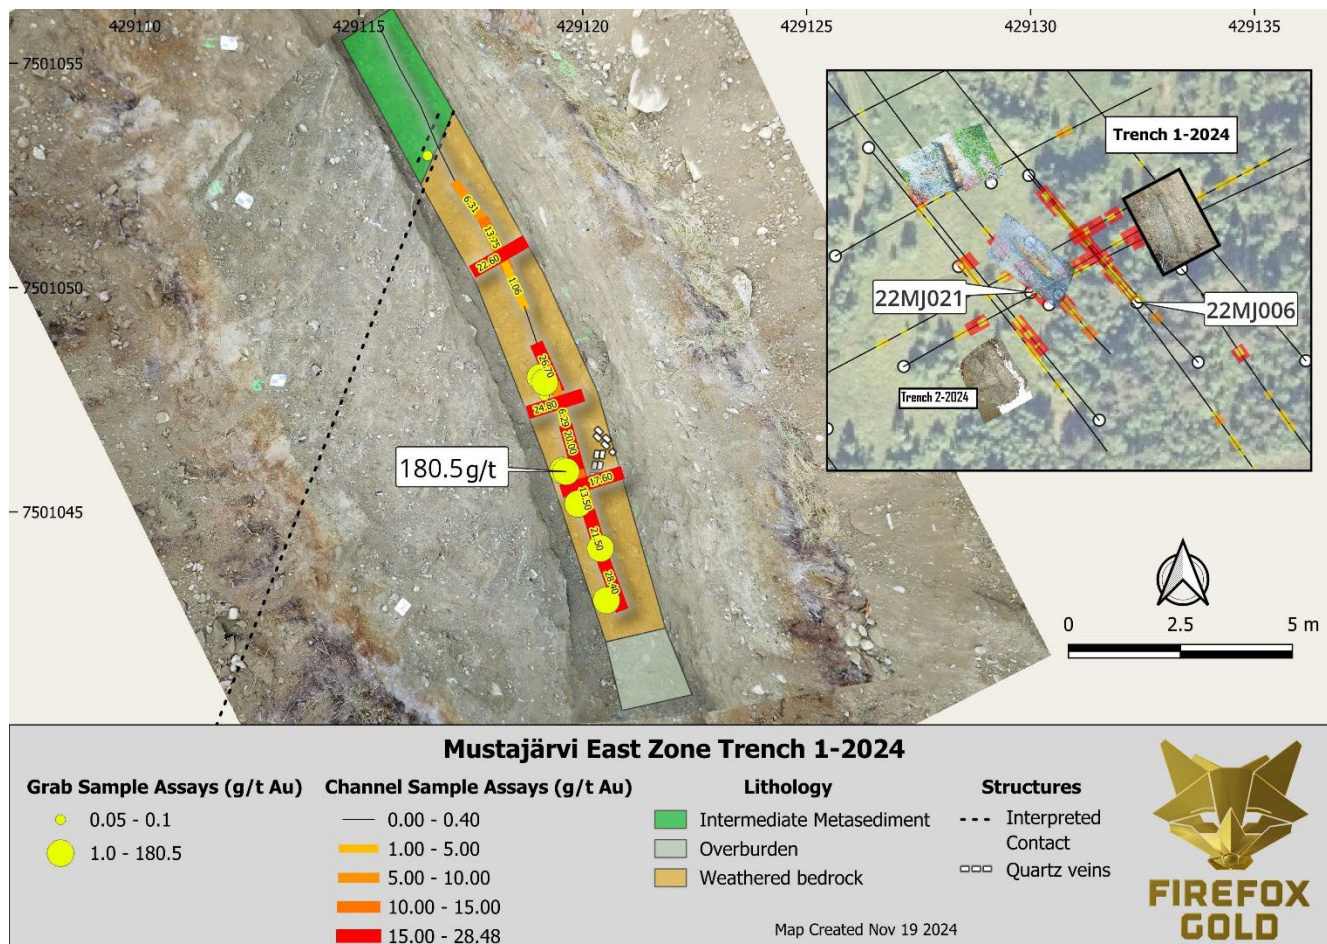 429110
429115
429120
429125
429130
429135
7501055
7501050
7501045
6.31
13.75
22.60
1.06
26.70
24.80
6.29
20.00
180.5 g/t
17.60
13.50
21.50
28.40
Trench 1-2024
22MJ021
22MJ006
Trench 2-2024
0 2.5 5 m
Mustajärvi East Zone Trench 1-2024
Grab Sample Assays (g/t Au)
0.05 - 0.1
1.0 - 180.5
Channel Sample Assays (g/t Au)
0.00 - 0.40
1.00 - 5.00
5.00 - 10.00
10.00 - 15.00
15.00 - 28.48
Lithology
Intermediate Metasediment
Overburden
Weathered bedrock
Structures
Interpreted
Contact
Quartz veins
Map Created Nov 19 2024
FIREFOX
GOLD